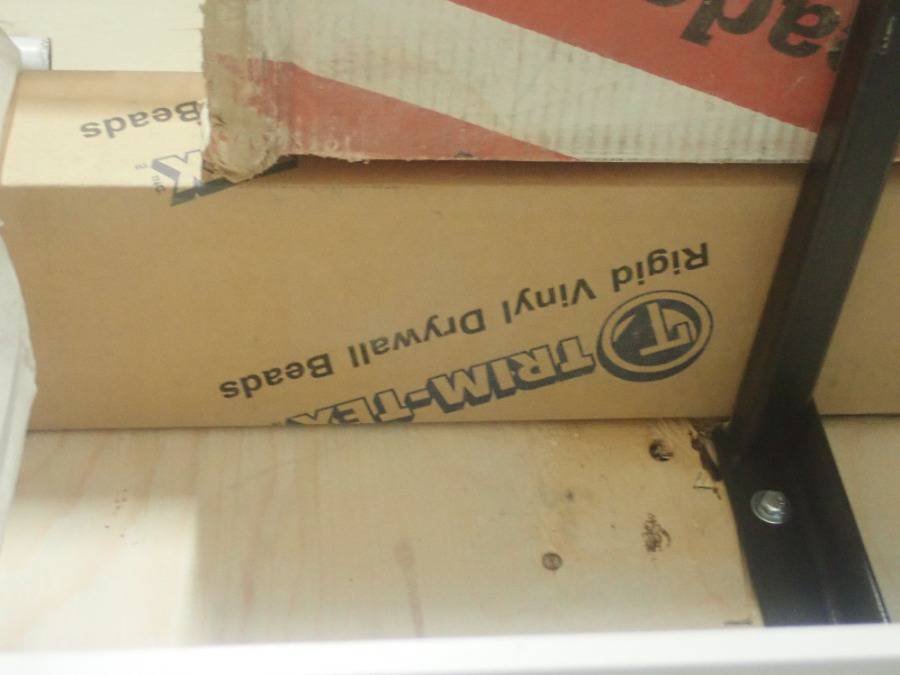 TRIM-TEX
Rigid Vinyl Drywall Beads
Beads